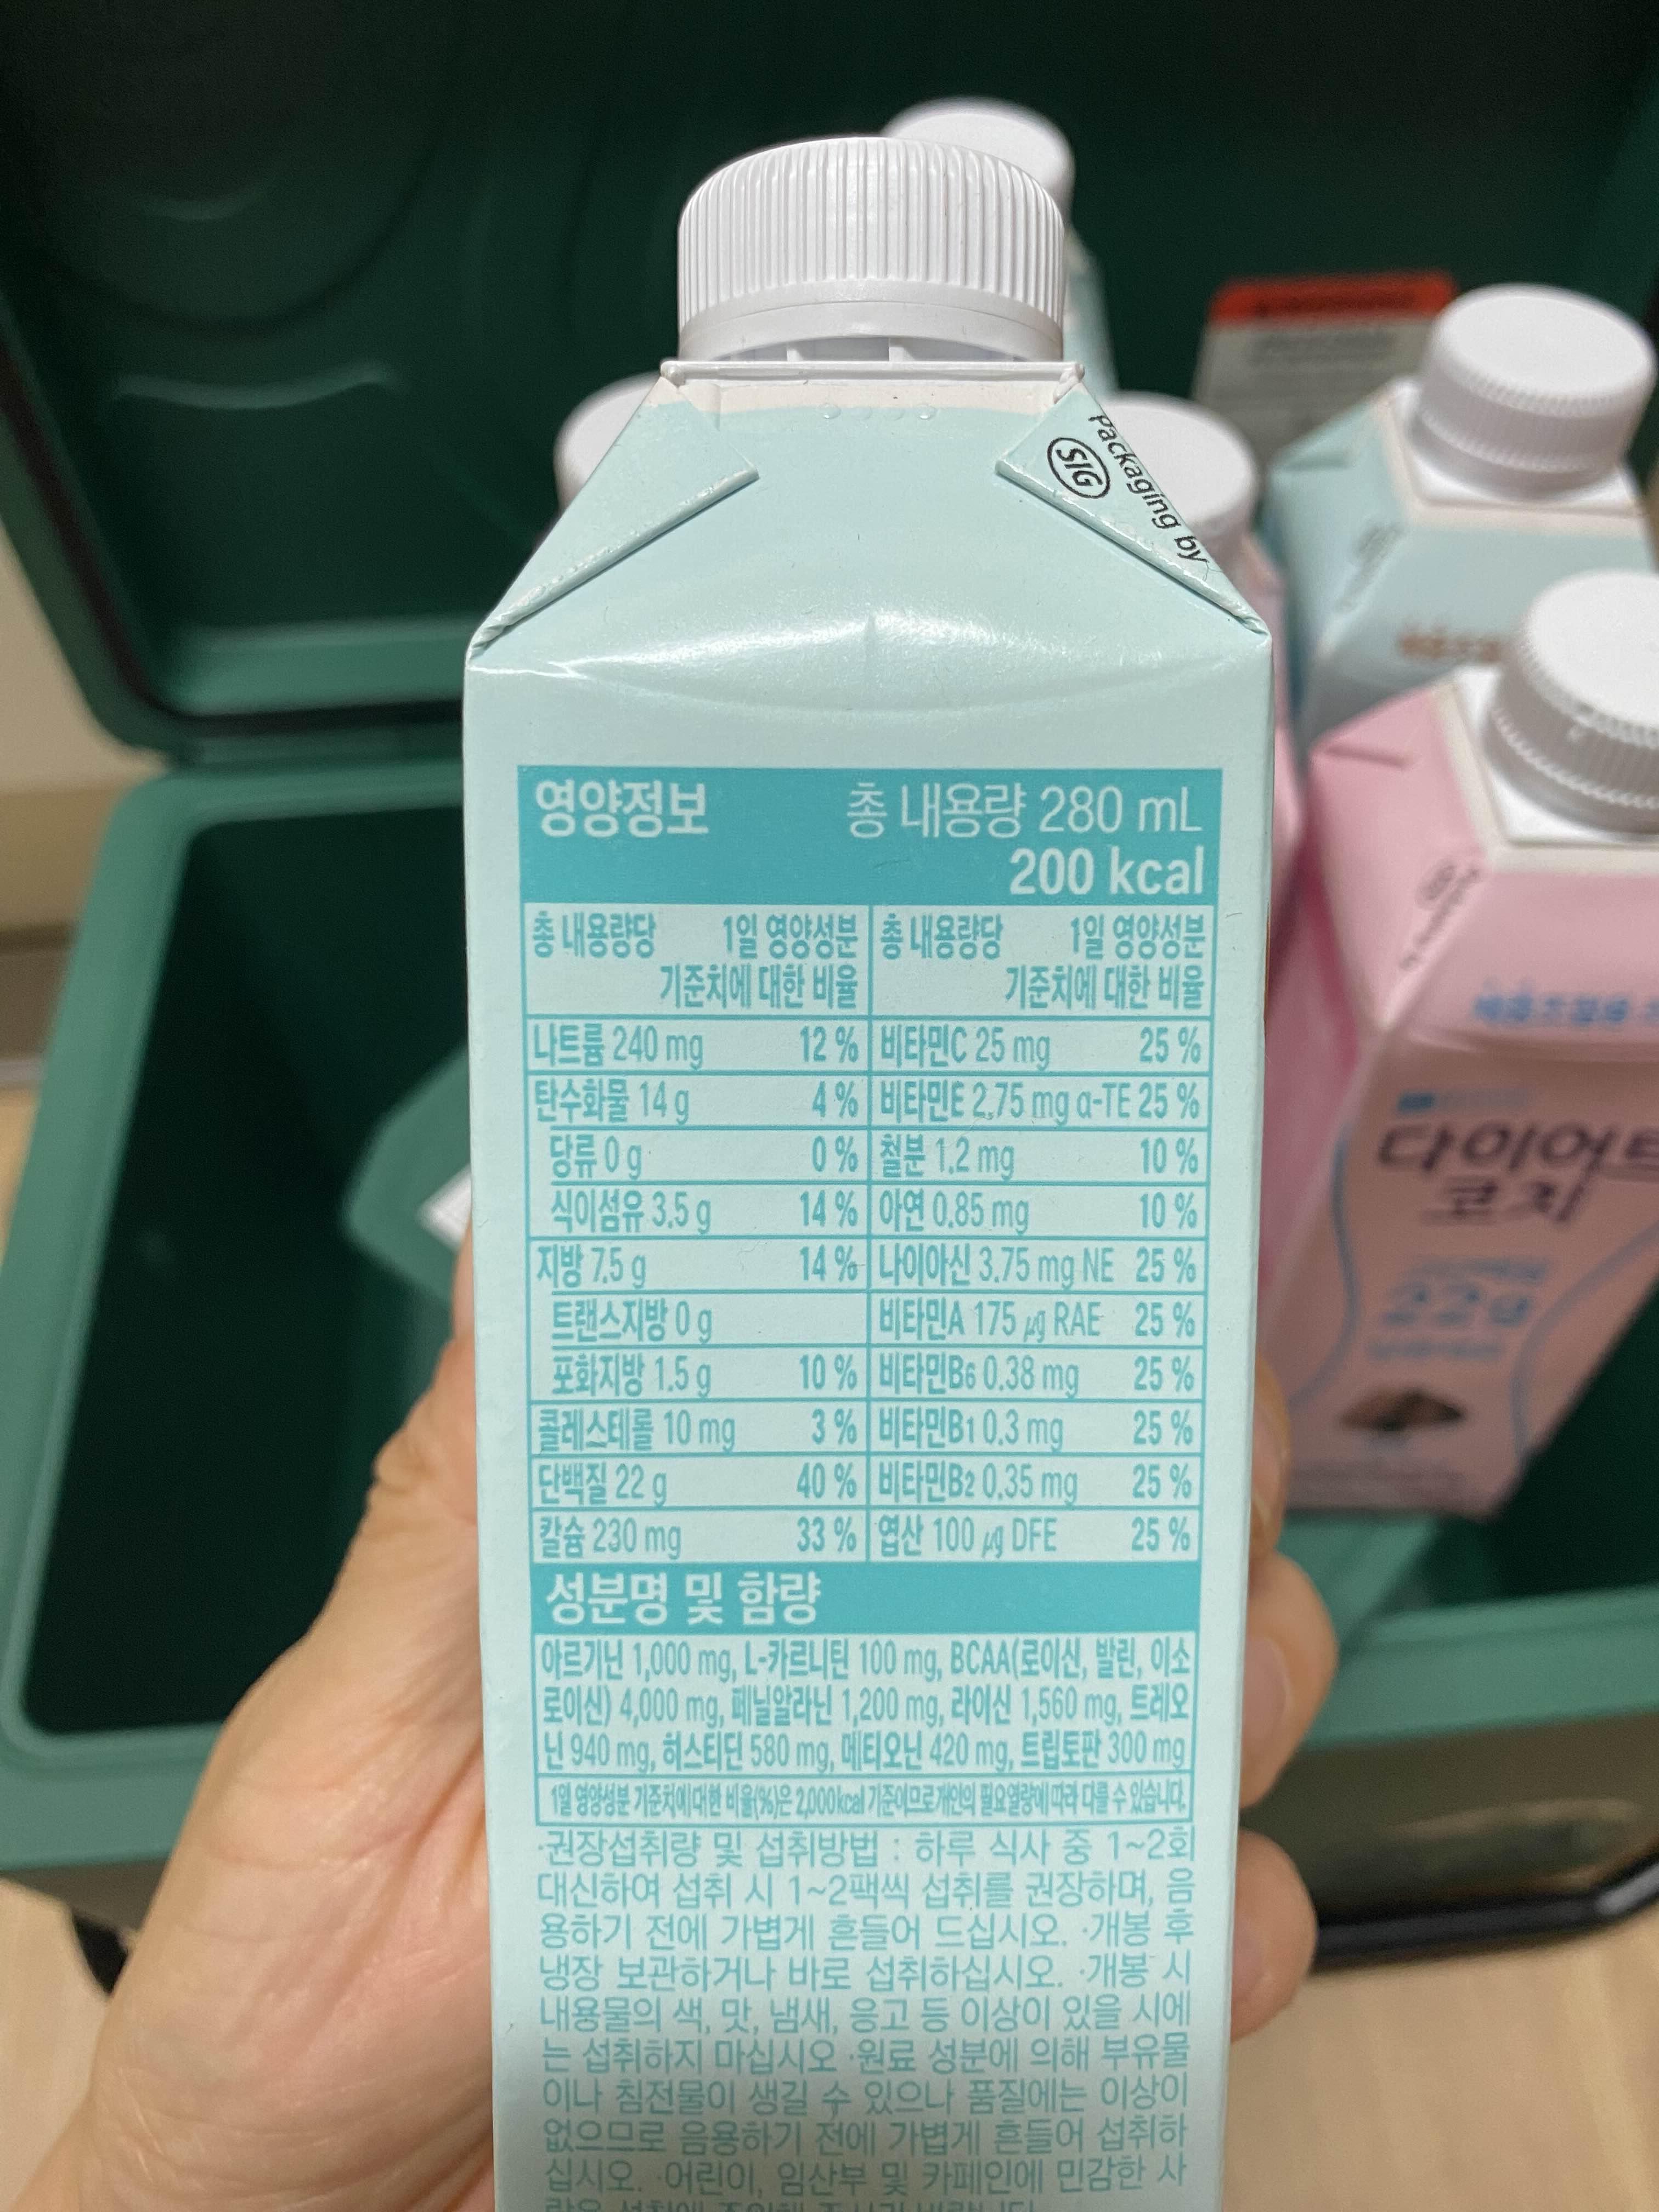 Packaging by
SIG
영양정보 총 내용량 280 mL
200 kcal
총 내용량당 1일 영양성분
기준치에 대한 비율
총 내용량당 1일 영양성분
기준치에 대한 비율
나트륨 240 mg 12 % 비타민C 25 mg 25 %
탄수화물 14 g 4 % 비타민E 2.75 mg α-TE 25 %
당류 0 g 0 % 철분 1.2 mg 10 %
식이섬유 3.5 g 14 % 아연 0.85 mg 10 %
지방 7.5 g 14 % 나이아신 3.75 mg NE 25 %
트랜스지방 0 g 비타민A 175 ㎍ RAE 25 %
포화지방 1.5 g 10 % 비타민B6 0.38 mg 25 %
콜레스테롤 10 mg 3 % 비타민B1 0.3 mg 25 %
단백질 22 g 40 % 비타민B2 0.35 mg 25 %
칼슘 230 mg 33 % 엽산 100 ㎍ DFE 25 %
성분명 및 함량
아르기닌 1,000 mg, L-카르니틴 100 mg, BCAA(로이신, 발린, 이소
로이신) 4,000 mg, 페닐알라닌 1,200 mg, 라이신 1,560 mg, 트레오
닌 940 mg, 히스티딘 580 mg, 메티오닌 420 mg, 트립토판 300 mg
1일 영양성분 기준치에대한 비율(%)은 2,000kcal 기준이므로개인의 필요열량에 따라 다를 수 있습니다.
·권장섭취량 및 섭취방법 : 하루 식사 중 1~2회
대신하여 섭취 시 1~2팩씩 섭취를 권장하며, 음
용하기 전에 가볍게 흔들어 드십시오. ·개봉 후
냉장 보관하거나 바로 섭취하십시오. ·개봉 시
내용물의 색, 맛, 냄새, 응고 등 이상이 있을 시에
는 섭취하지 마십시오 ·원료 성분에 의해 부유물
이나 침전물이 생길 수 있으나 품질에는 이상이
없으므로 음용하기 전에 가볍게 흔들어 섭취하
십시오. ·어린이, 임산부 및 카페인에 민감한 사
다이어트
코치
22g